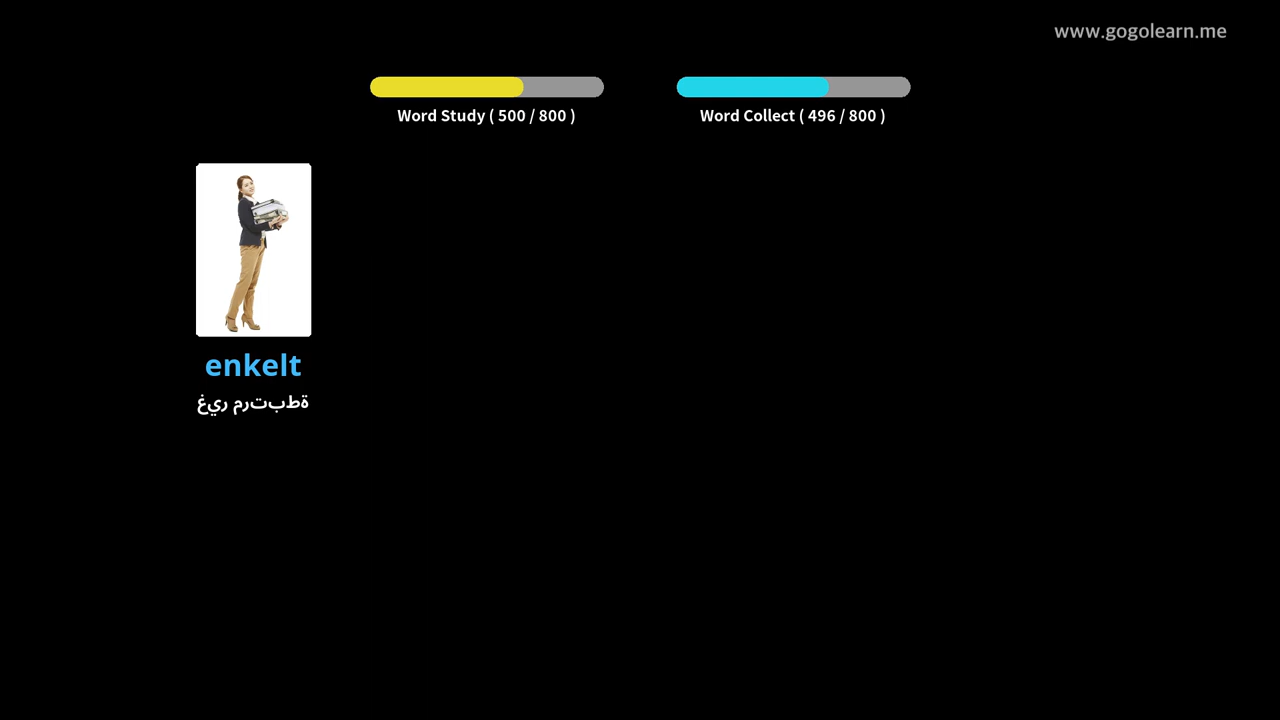 www.gogolearn.me
Word Study ( 500 / 800 )
Word Collect ( 496 / 800 )
enkelt
غير مرتبطة